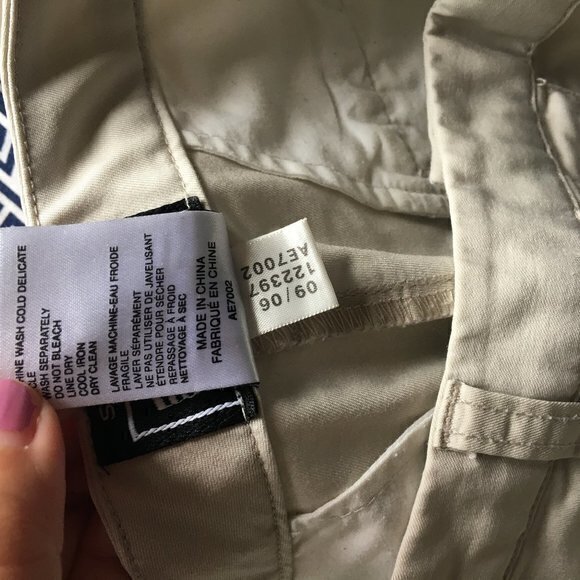 HINE WASH COLD DELICATE
CLE
WASH SEPARATELY
DO NOT BLEACH
LINE DRY
COOL IRON
DRY CLEAN
LAVAGE MACHINE-EAU FROIDE
FRAGILE
LAVER SÉPARÉMENT
NE PAS UTILISER DE JAVELISANT
ÉTENDRE POUR SÉCHER
REPASSAGE A FROID
NETTOYAGE À SEC
MADE IN CHINA
FABRIQUÉ EN CHINE
AE7002
09/06
122397
AE7002